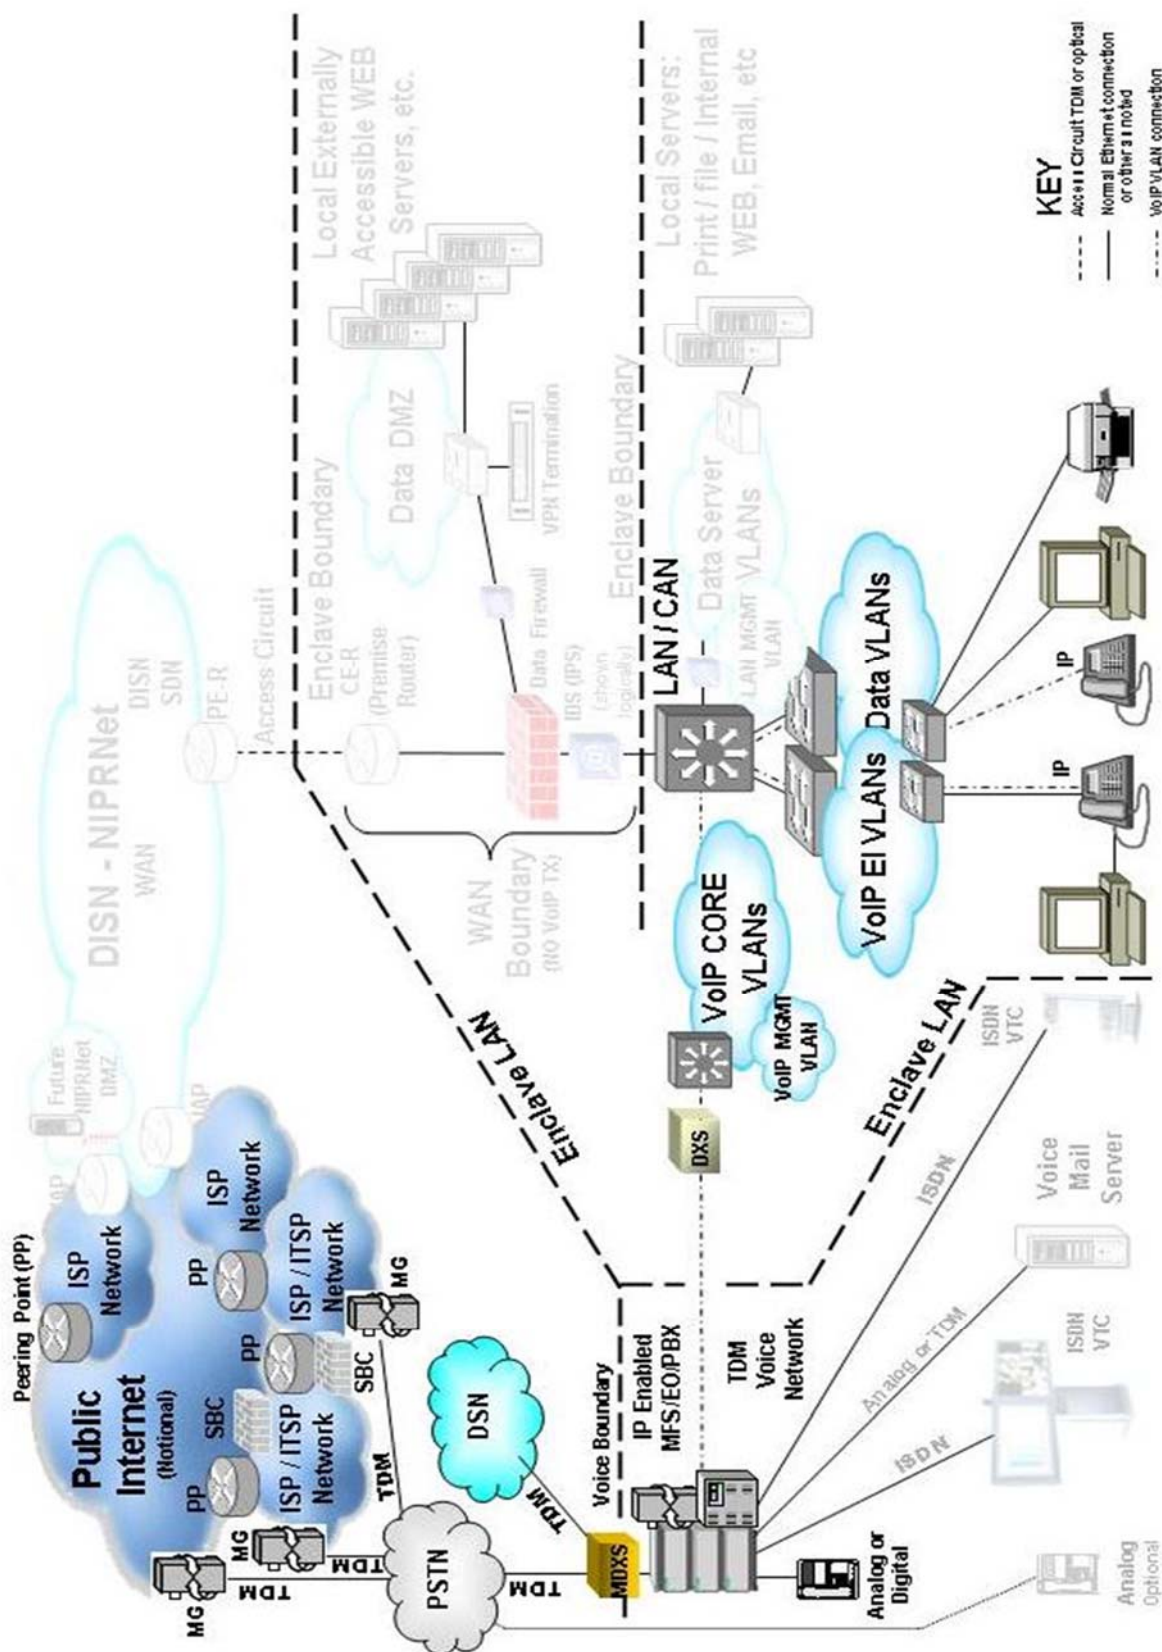 Peering Point (PP)
Public
Internet
(Notional)
ISP
Network
ISP
Network
PP
PP
PP
SBC
SBC
ISP / ITSP
Network
ISP / ITSP
Network
MG
MG
MG
TDM
TDM
TDM
TDM
TDM
PSTN
DSN
MDXS
Future
NIPRNet
DMZ
DISN - NIPRNet
WAN
DISN
SDN
PE-R
Access Circuit
Enclave Boundary
CE-R
(Premise
Router)
Local Externally
Accessible WEB
Servers, etc.
Data DMZ
VPN Termination
Data Firewall
IDS (IPS)
(shown
logically)
WAN
Boundary
(NO VoIP TX)
Enclave Boundary
Enclave LAN
LAN / CAN
Local Servers:
Print / file / Internal
WEB, Email, etc
Data Server
VLANs
LAN MGMT
VLAN
Voice Boundary
IP Enabled
MFS/EO/PBX
TDM
Voice
Network
DXS
VoIP CORE
VLANs
VoIP MGMT
VLAN
VoIP EI VLANs
Data VLANs
Enclave LAN
IP
IP
Analog or
Digital
ISDN
Analog or TDM
ISDN
ISDN
VTC
Voice
Mail
Server
ISDN
VTC
Analog
Optional
KEY
Access Circuit TDM or optical
Normal Ethernet connection
or other as noted
VoIP VLAN connection